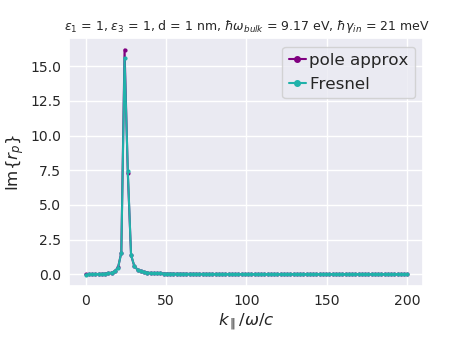 ε₁ = 1, ε₃ = 1, d = 1 nm, ℏω_bulk = 9.17 eV, ℏγ_in = 21 meV
pole approx
Fresnel
Im{r_p}
15.0
12.5
10.0
7.5
5.0
2.5
0.0
0 50 100 150 200
k_∥/ω/c